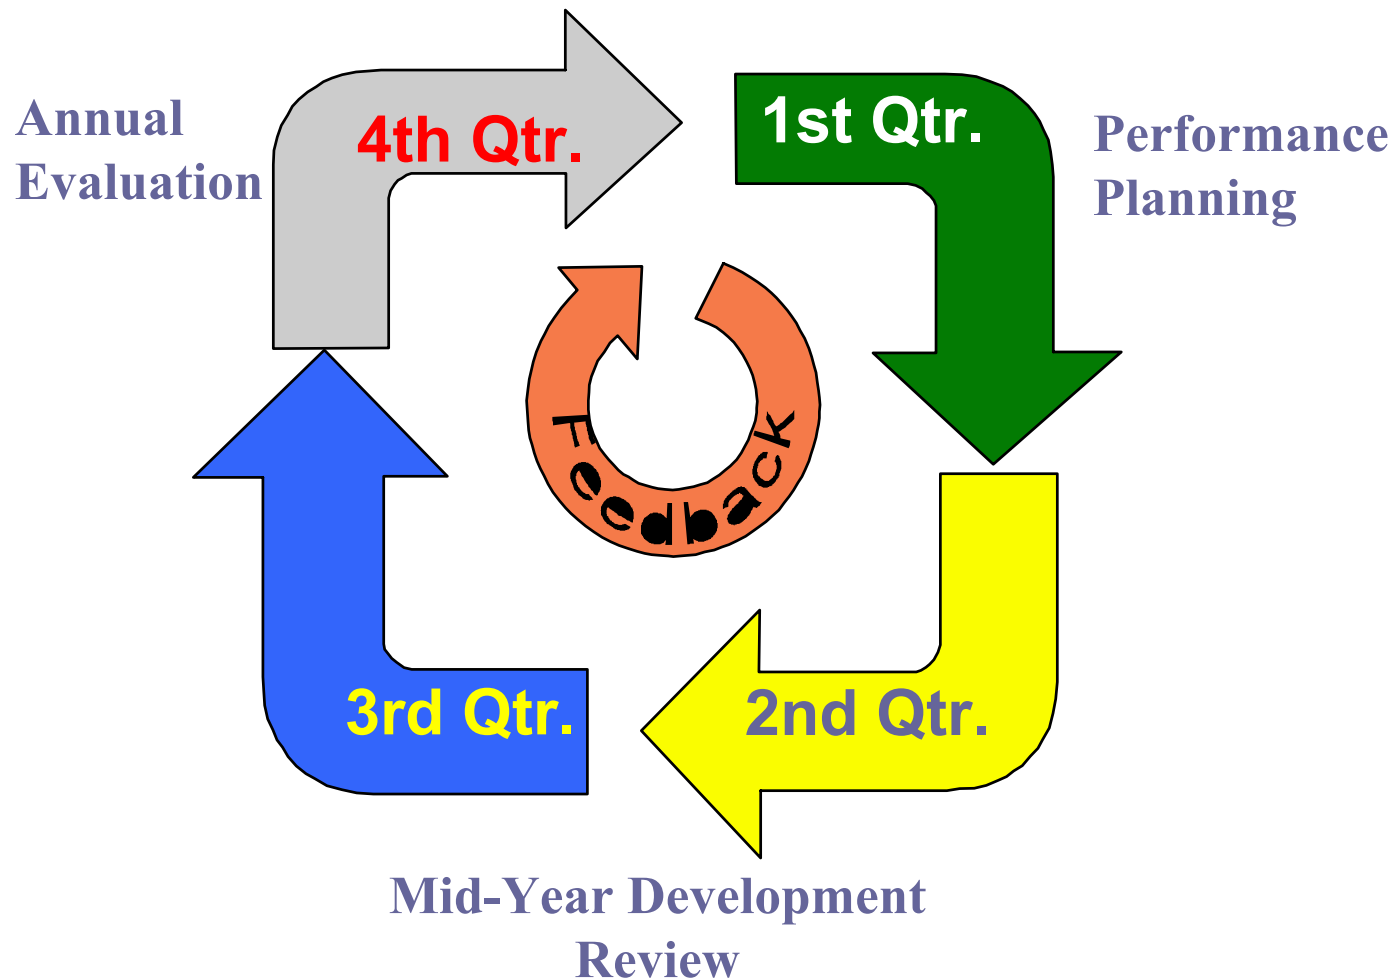 Annual
Evaluation
4th Qtr.
1st Qtr.
Performance
Planning
Feedback
3rd Qtr.
2nd Qtr.
Mid-Year Development
Review